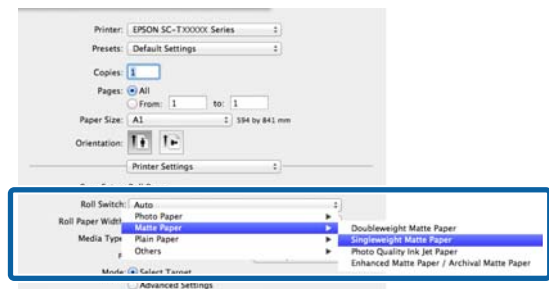 Printer: EPSON SC-TXXXXX Series
Presets: Default Settings
Copies: 1
Pages: All
From: 1 to: 1
Paper Size: A1 594 by 841 mm
Orientation:
Printer Settings
Roll Switch: Auto
Roll Paper Width
Photo Paper
Matte Paper
Media Type
Plain Paper
Others
Doubleweight Matte Paper
Singleweight Matte Paper
Photo Quality Ink Jet Paper
Enhanced Matte Paper / Archival Matte Paper
Mode: Select Target
Advanced Settings